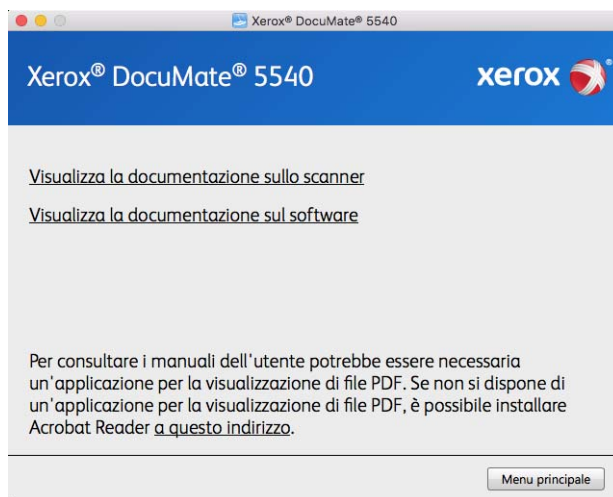 Xerox® DocuMate® 5540
Xerox® DocuMate® 5540
xerox®
Visualizza la documentazione sullo scanner
Visualizza la documentazione sul software
Per consultare i manuali dell'utente potrebbe essere necessaria
un'applicazione per la visualizzazione di file PDF. Se non si dispone di
un'applicazione per la visualizzazione di file PDF, è possibile installare
Acrobat Reader a questo indirizzo.
Menu principale